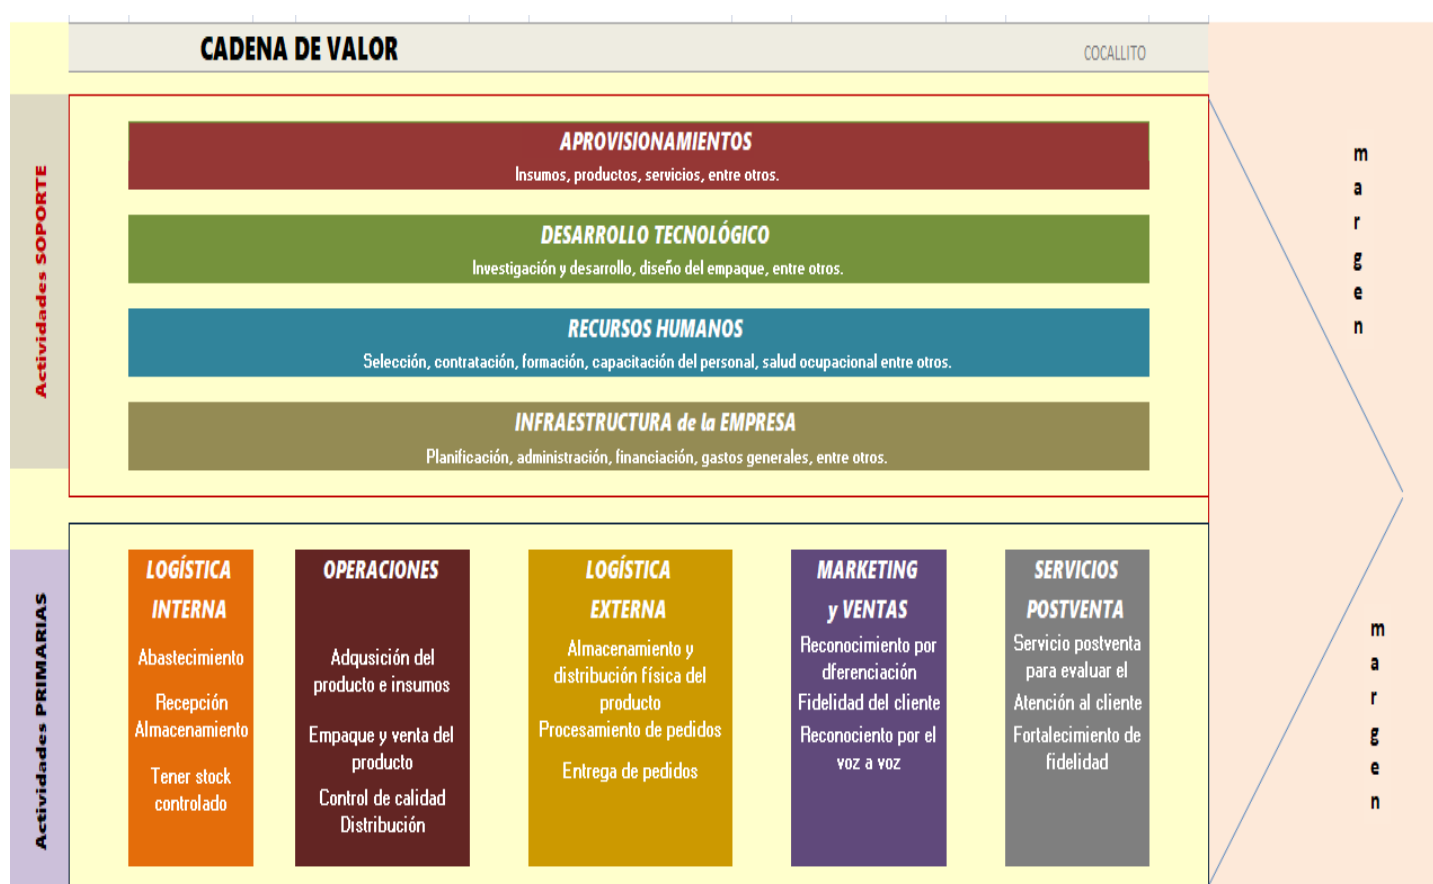 CADENA DE VALOR
COCALLITO
Actividades SOPORTE
APROVISIONAMIENTOS
Insumos, productos, servicios, entre otros.
DESARROLLO TECNOLÓGICO
Investigación y desarrollo, diseño del empaque, entre otros.
RECURSOS HUMANOS
Selección, contratación, formación, capacitación del personal, salud ocupacional entre otros.
INFRAESTRUCTURA de la EMPRESA
Planificación, administración, financiación, gastos generales, entre otros.
margen
Actividades PRIMARIAS
LOGÍSTICA
INTERNA
Abastecimiento
Recepción
Almacenamiento
Tener stock
controlado
OPERACIONES
Adqusición del
producto e insumos
Empaque y venta del
producto
Control de calidad
Distribución
LOGÍSTICA
EXTERNA
Almacenamiento y
distribución física del
producto
Procesamiento de pedidos
Entrega de pedidos
MARKETING
y VENTAS
Reconocimiento por
dferenciación
Fidelidad del cliente
Reconociento por el
voz a voz
SERVICIOS
POSTVENTA
Servicio postventa
para evaluar el
Atención al cliente
Fortalecimiento de
fidelidad
margen